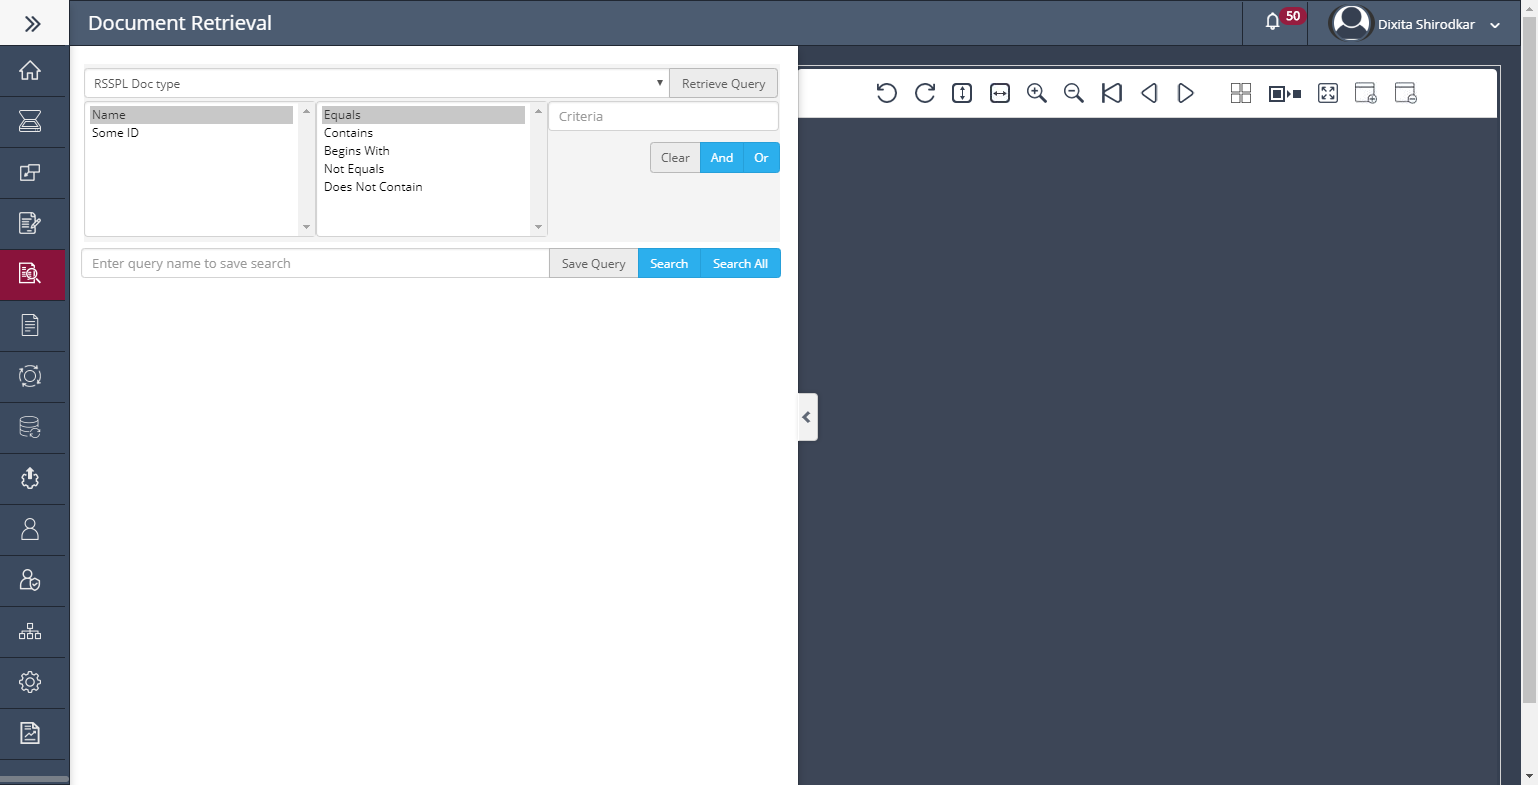 Document Retrieval
50
Dixita Shirodkar
RSSPL Doc type
Retrieve Query
Name
Some ID
Equals
Contains
Begins With
Not Equals
Does Not Contain
Criteria
Clear
And
Or
Enter query name to save search
Save Query
Search
Search All